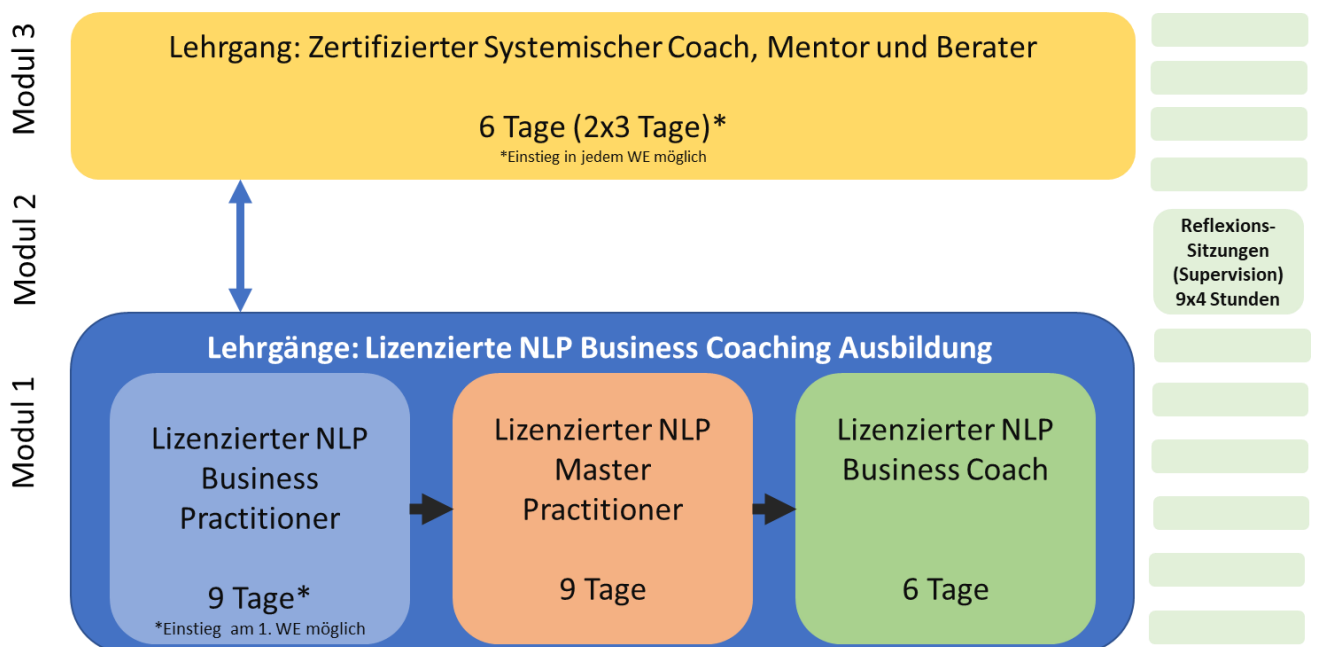 Modul 3
Lehrgang: Zertifizierter Systemischer Coach, Mentor und Berater
6 Tage (2x3 Tage)*
*Einstieg in jedem WE möglich
Modul 2
Reflexions-
Sitzungen
(Supervision)
9x4 Stunden
Modul 1
Lehrgänge: Lizenzierte NLP Business Coaching Ausbildung
Lizenzierter NLP
Business
Practitioner
9 Tage*
*Einstieg am 1. WE möglich
Lizenzierter NLP
Master
Practitioner
9 Tage
Lizenzierter NLP
Business Coach
6 Tage